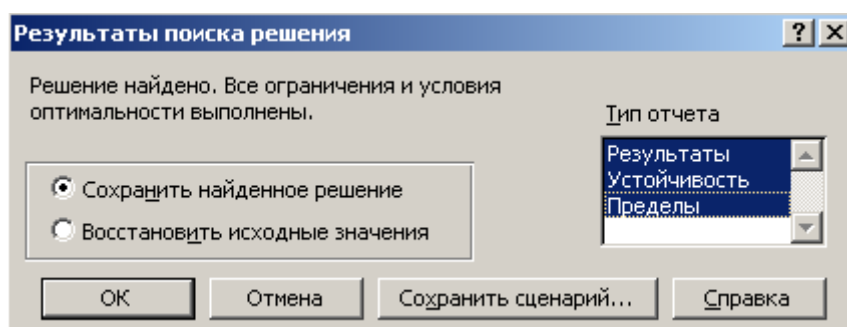 Результаты поиска решения
Решение найдено. Все ограничения и условия
оптимальности выполнены.
Тип отчета
Результаты
Устойчивость
Пределы
Сохранить найденное решение
Восстановить исходные значения
ОК Отмена Сохранить сценарий... Справка